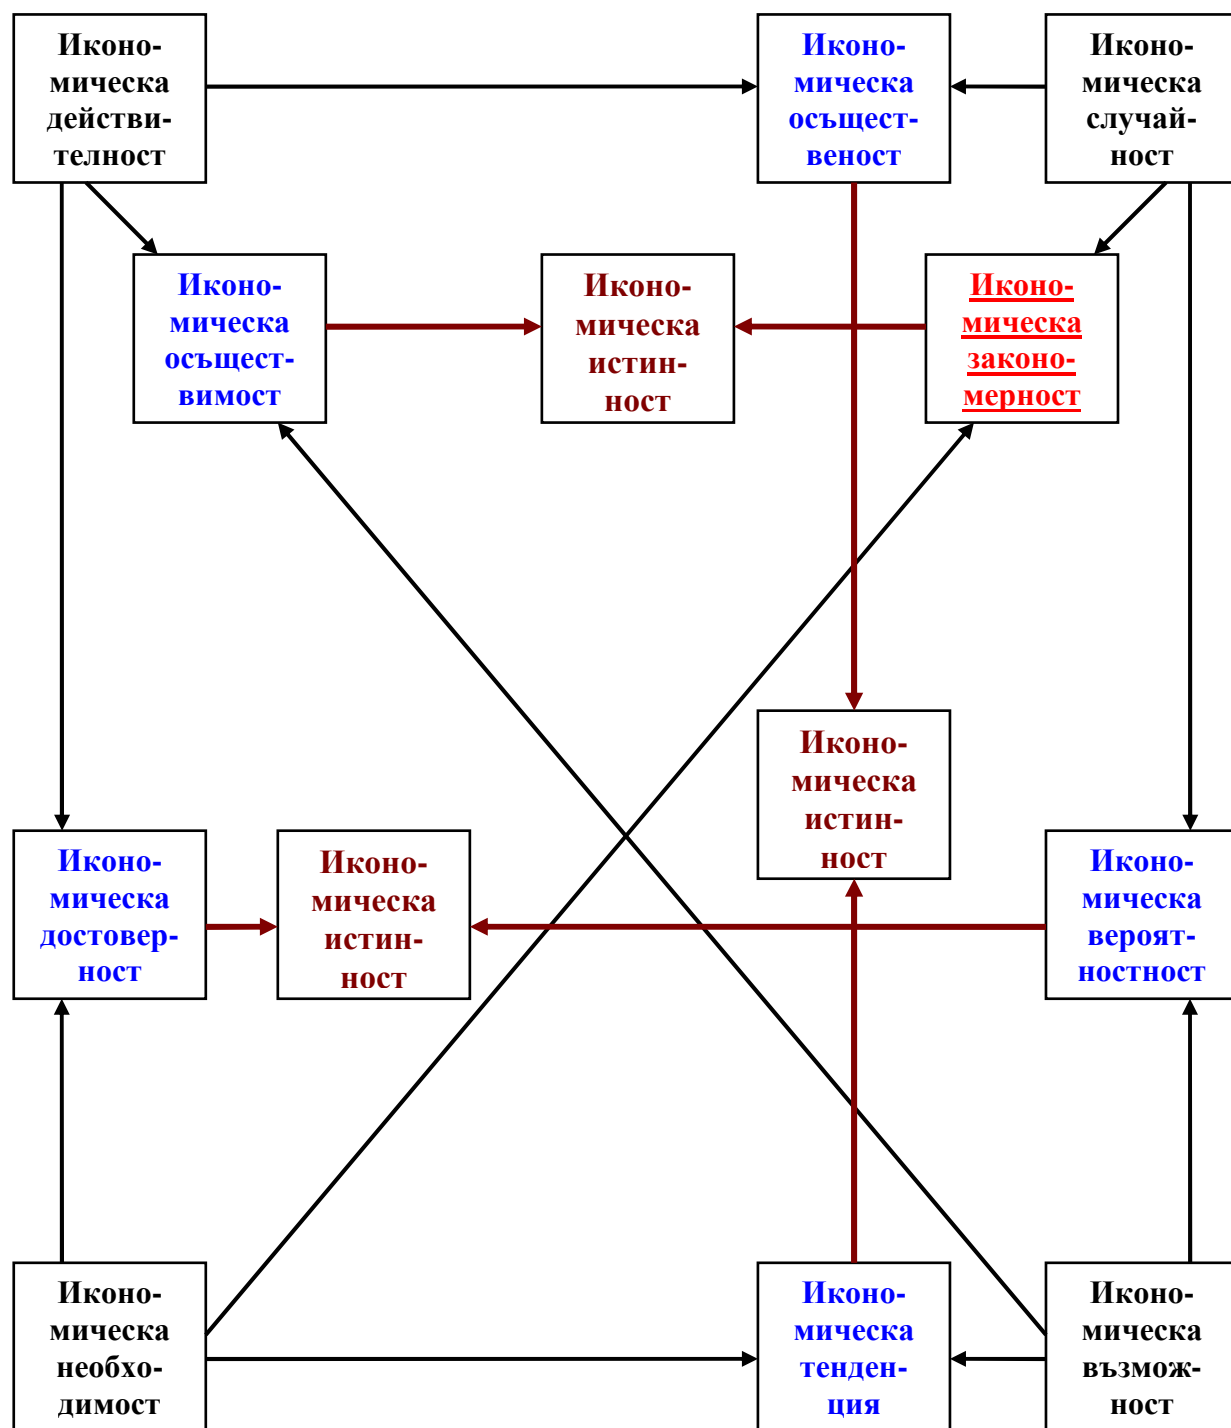 Иконо-
мическа
действи-
телност
Иконо-
мическа
осъщест-
веност
Иконо-
мическа
случай-
ност
Иконо-
мическа
осъщест-
вимост
Иконо-
мическа
истин-
ност
Иконо-
мическа
законо-
мерност
Иконо-
мическа
истин-
ност
Иконо-
мическа
достовер-
ност
Иконо-
мическа
истин-
ност
Иконо-
мическа
вероят-
ностност
Иконо-
мическа
необхо-
димост
Иконо-
мическа
тенден-
ция
Иконо-
мическа
възмож-
ност